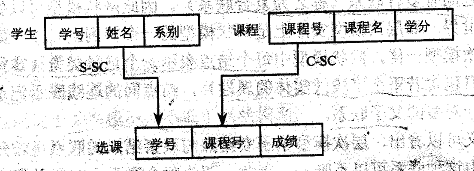 学生 学号 姓名 系别 课程 课程号 课程名 学分
S-SC C-SC
选课 学号 课程号 成绩